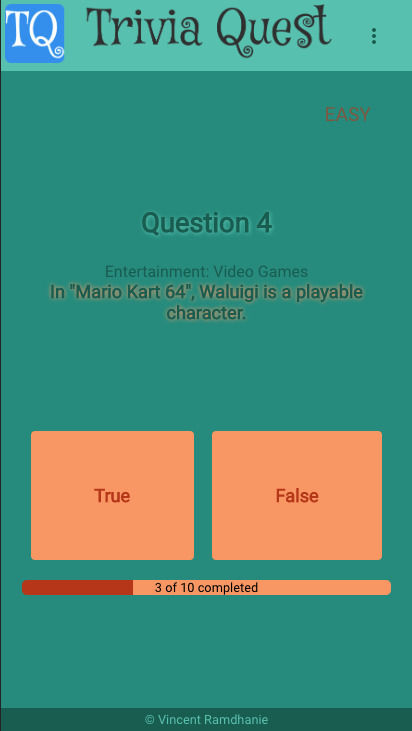 TQ Trivia Quest
EASY
Question 4
Entertainment: Video Games
In "Mario Kart 64", Waluigi is a playable
character.
True False
3 of 10 completed
© Vincent Ramdhanie